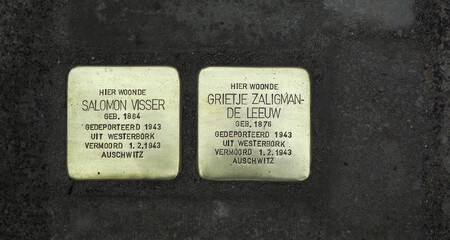 HIER WOONDE
SALOMON VISSER
GEB. 1864
GEDEPORTEERD 1943
UIT WESTERBORK
VERMOORD 1.2.1943
AUSCHWITZ
HIER WOONDE
GRIETJE ZALIGMAN-
DE LEEUW
GEB. 1876
GEDEPORTEERD 1943
UIT WESTERBORK
VERMOORD 1.2.1943
AUSCHWITZ